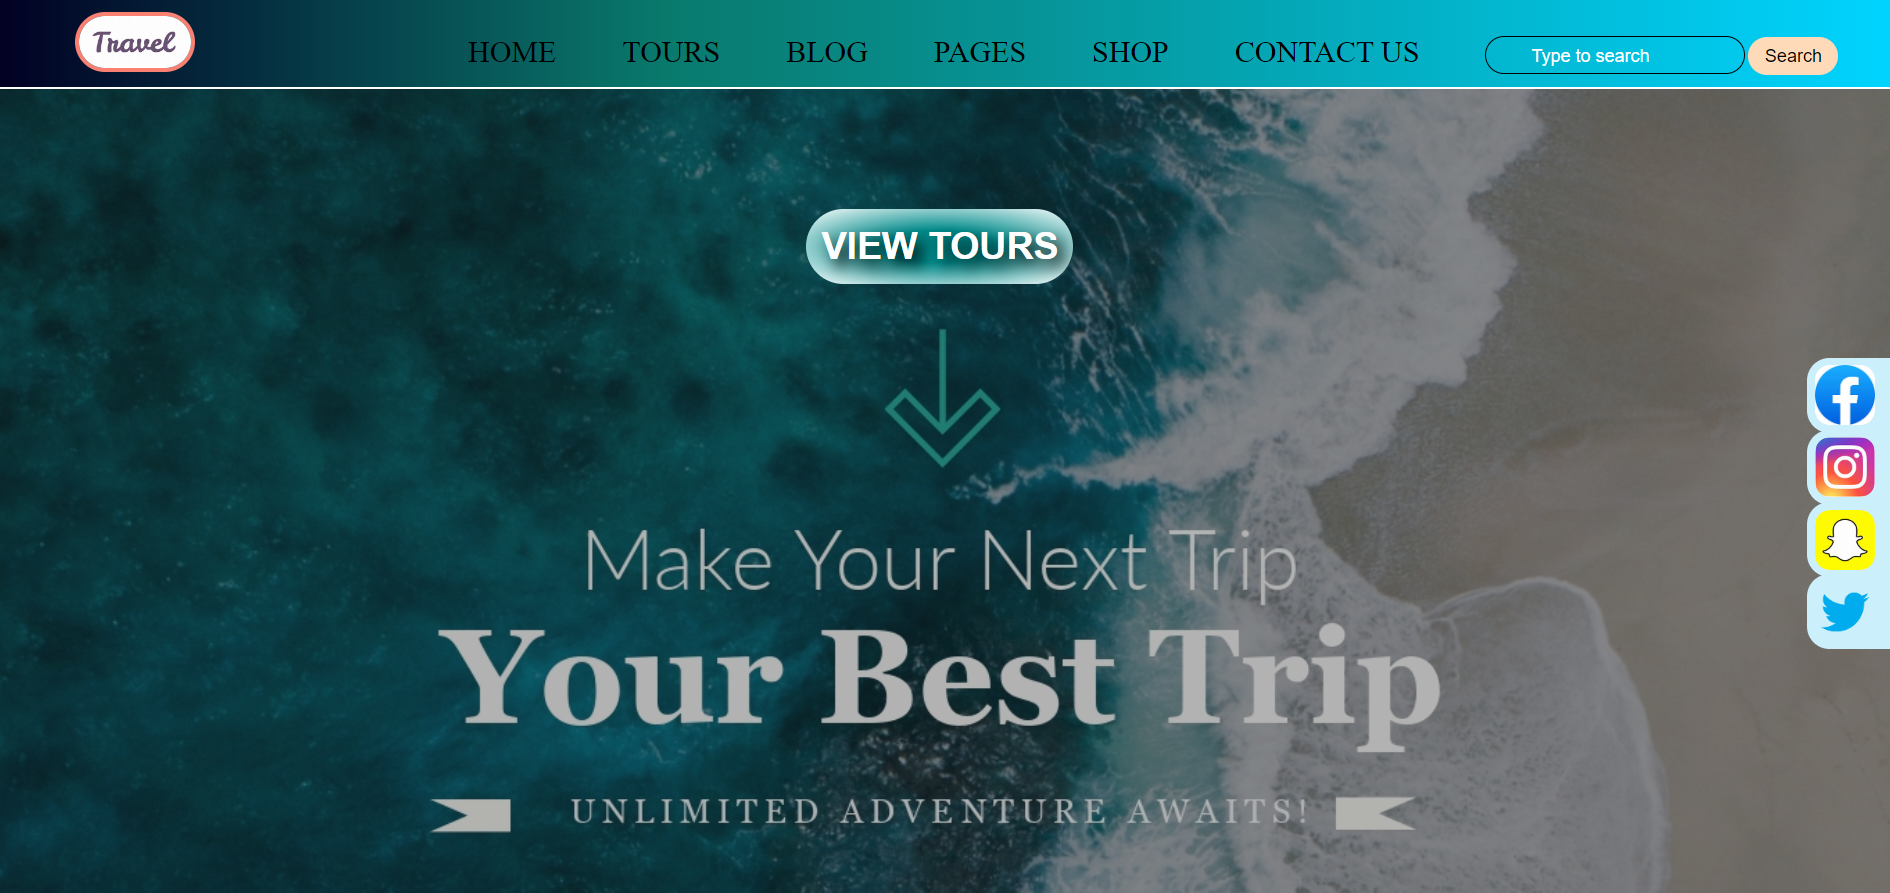 Travel
HOME TOURS BLOG PAGES SHOP CONTACT US Type to search Search
VIEW TOURS
Make Your Next Trip
Your Best Trip
UNLIMITED ADVENTURE AWAITS!